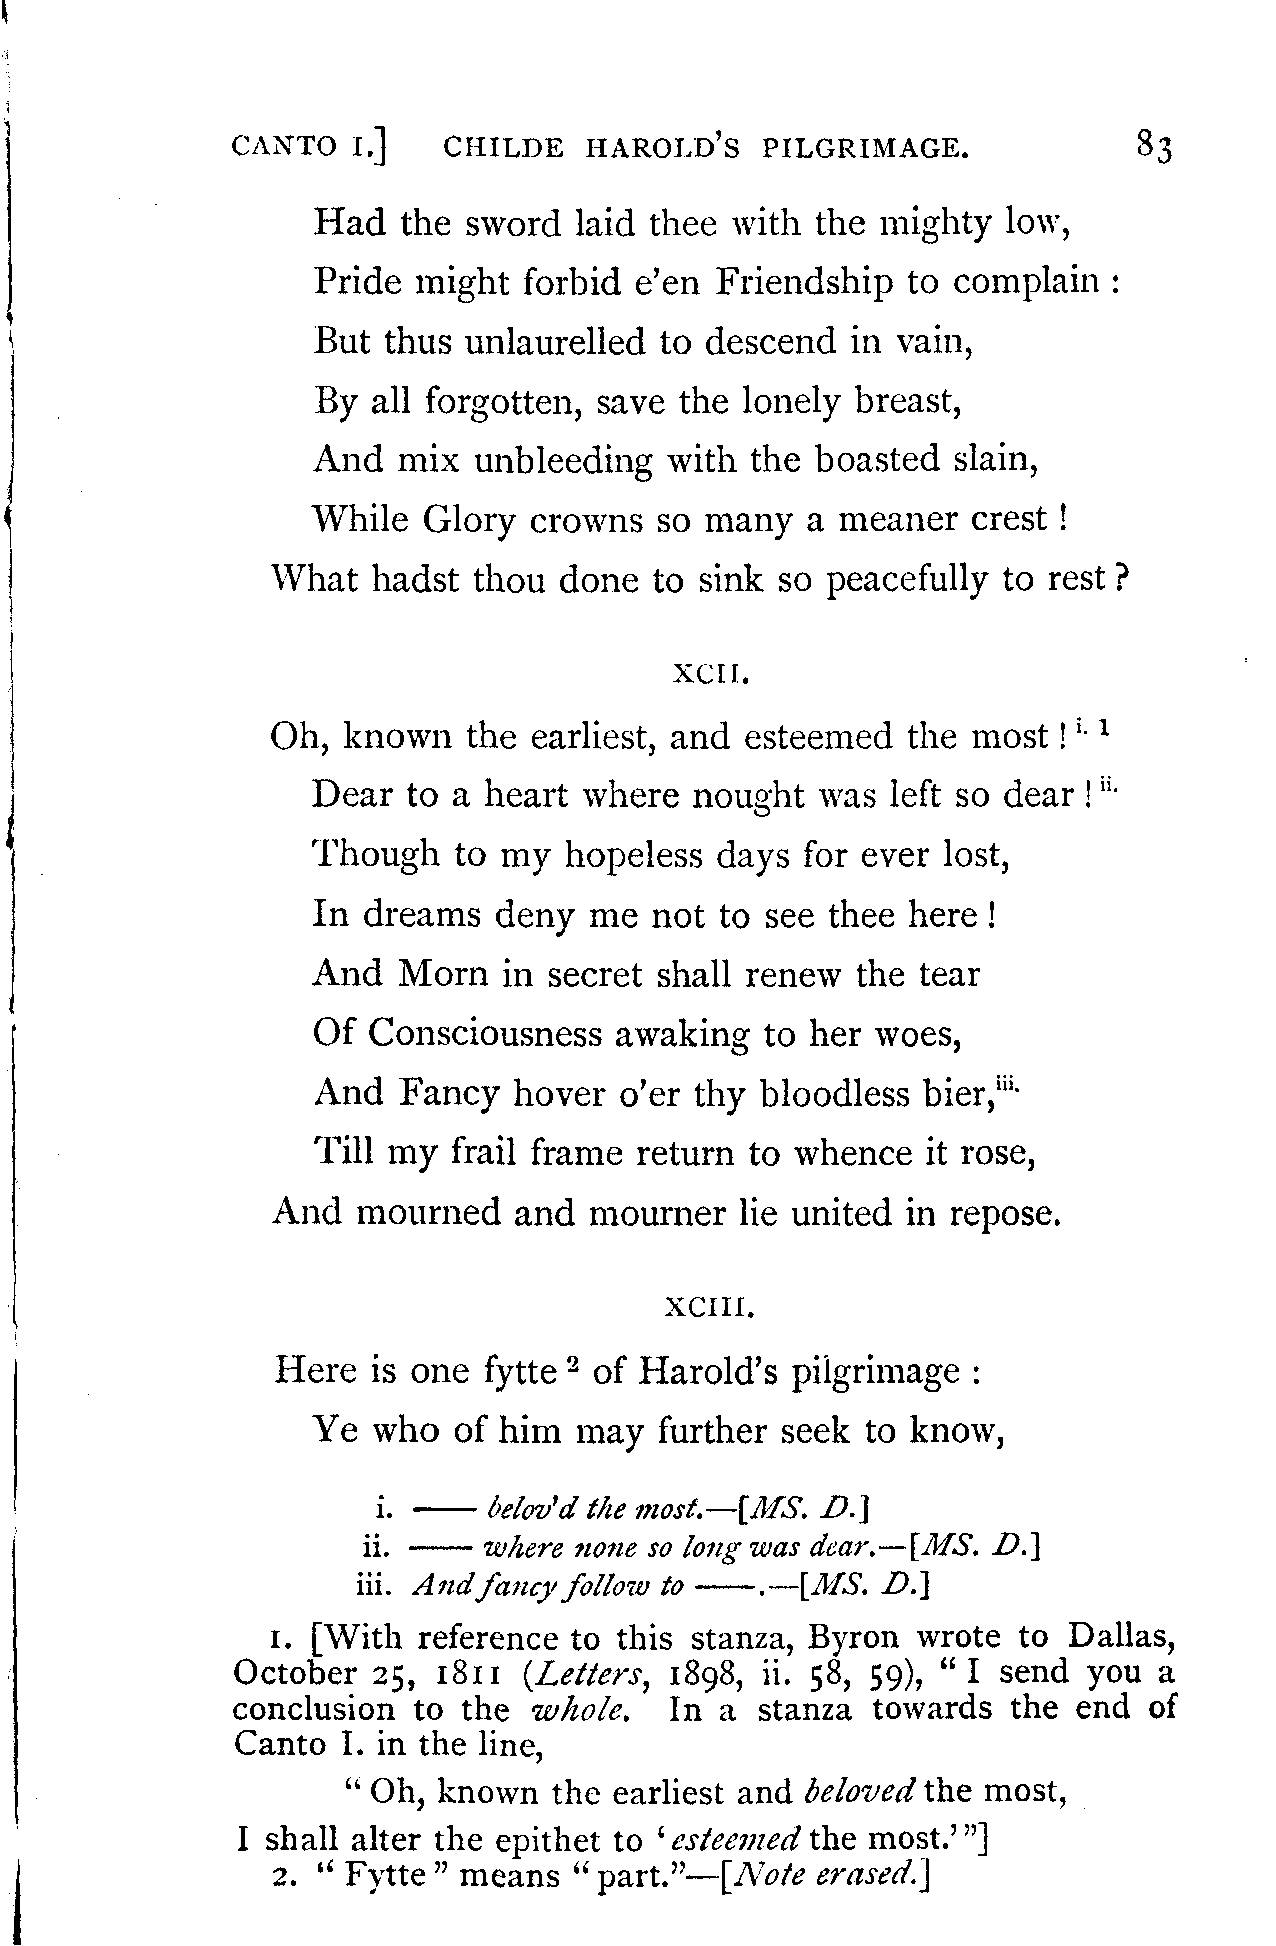 CANTO I.] CHILDE HAROLD'S PILGRIMAGE. 83
Had the sword laid thee with the mighty low,
Pride might forbid e'en Friendship to complain :
But thus unlaurelled to descend in vain,
By all forgotten, save the lonely breast,
And mix unbleeding with the boasted slain,
While Glory crowns so many a meaner crest !
What hadst thou done to sink so peacefully to rest ?
XCII.
Oh, known the earliest, and esteemed the most ! i. 1
Dear to a heart where nought was left so dear ! ii.
Though to my hopeless days for ever lost,
In dreams deny me not to see thee here !
And Morn in secret shall renew the tear
Of Consciousness awaking to her woes,
And Fancy hover o'er thy bloodless bier, iii.
Till my frail frame return to whence it rose,
And mourned and mourner lie united in repose.
XCIII.
Here is one fytte 2 of Harold's pilgrimage :
Ye who of him may further seek to know,
i. —— belov'd the most.—[MS. D.]
ii. —— where none so long was dear.—[MS. D.]
iii. And fancy follow to ——.—[MS. D.]
1. [With reference to this stanza, Byron wrote to Dallas,
October 25, 1811 (Letters, 1898, ii. 58, 59), " I send you a
conclusion to the whole. In a stanza towards the end of
Canto I. in the line,
" Oh, known the earliest and beloved the most,
I shall alter the epithet to ' esteemed the most.' "]
2. " Fytte " means " part."—[Note erased.]